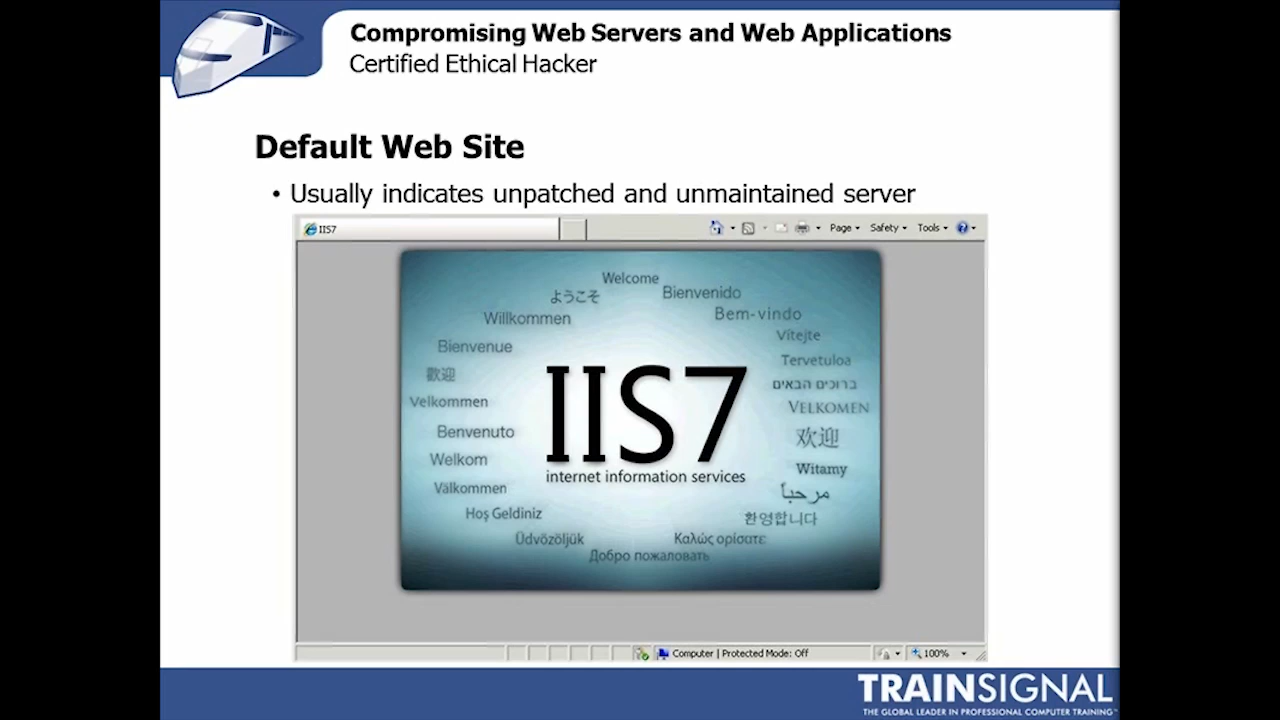 Compromising Web Servers and Web Applications
Certified Ethical Hacker
Default Web Site
• Usually indicates unpatched and unmaintained server
IIS7
Page
Safety
Tools
Welcome
ようこそ
Bienvenido
Willkommen
Bem-vindo
Bienvenue
Vítejte
歡迎
Tervetuloa
ברוכים הבאים
Velkommen
VELKOMEN
IIS7
Benvenuto
欢迎
Welkom
Witamy
internet information services
Välkommen
مرحباً
Hoş Geldiniz
환영합니다
Üdvözöljük
Καλώς ορίσατε
Добро пожаловать
Computer | Protected Mode: Off
100%
TRAINSIGNAL
THE GLOBAL LEADER IN PROFESSIONAL COMPUTER TRAINING